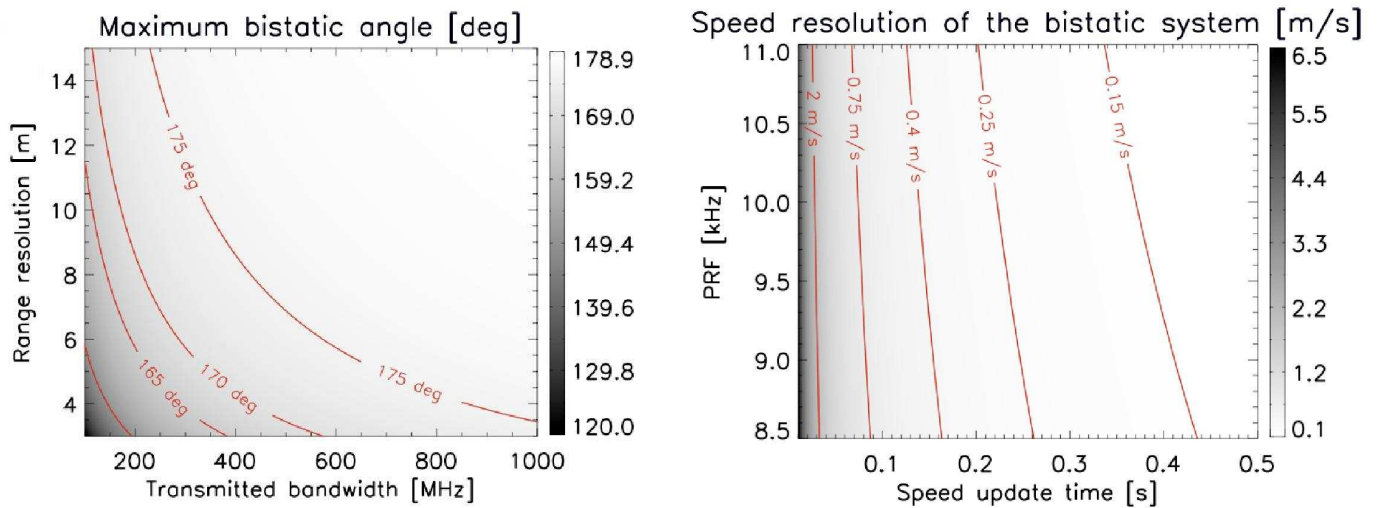 Maximum bistatic angle [deg]
Range resolution [m]
14
12
10
8
6
4
200
400
600
800
1000
Transmitted bandwidth [MHz]
175 deg
175 deg
170 deg
165 deg
178.9
169.0
159.2
149.4
139.6
129.8
120.0
Speed resolution of the bistatic system [m/s]
PRF [kHz]
11.0
10.5
10.0
9.5
9.0
8.5
0.1
0.2
0.3
0.4
0.5
Speed update time [s]
2 m/s
0.75 m/s
0.4 m/s
0.25 m/s
0.15 m/s
6.5
5.5
4.4
3.3
2.2
1.2
0.1